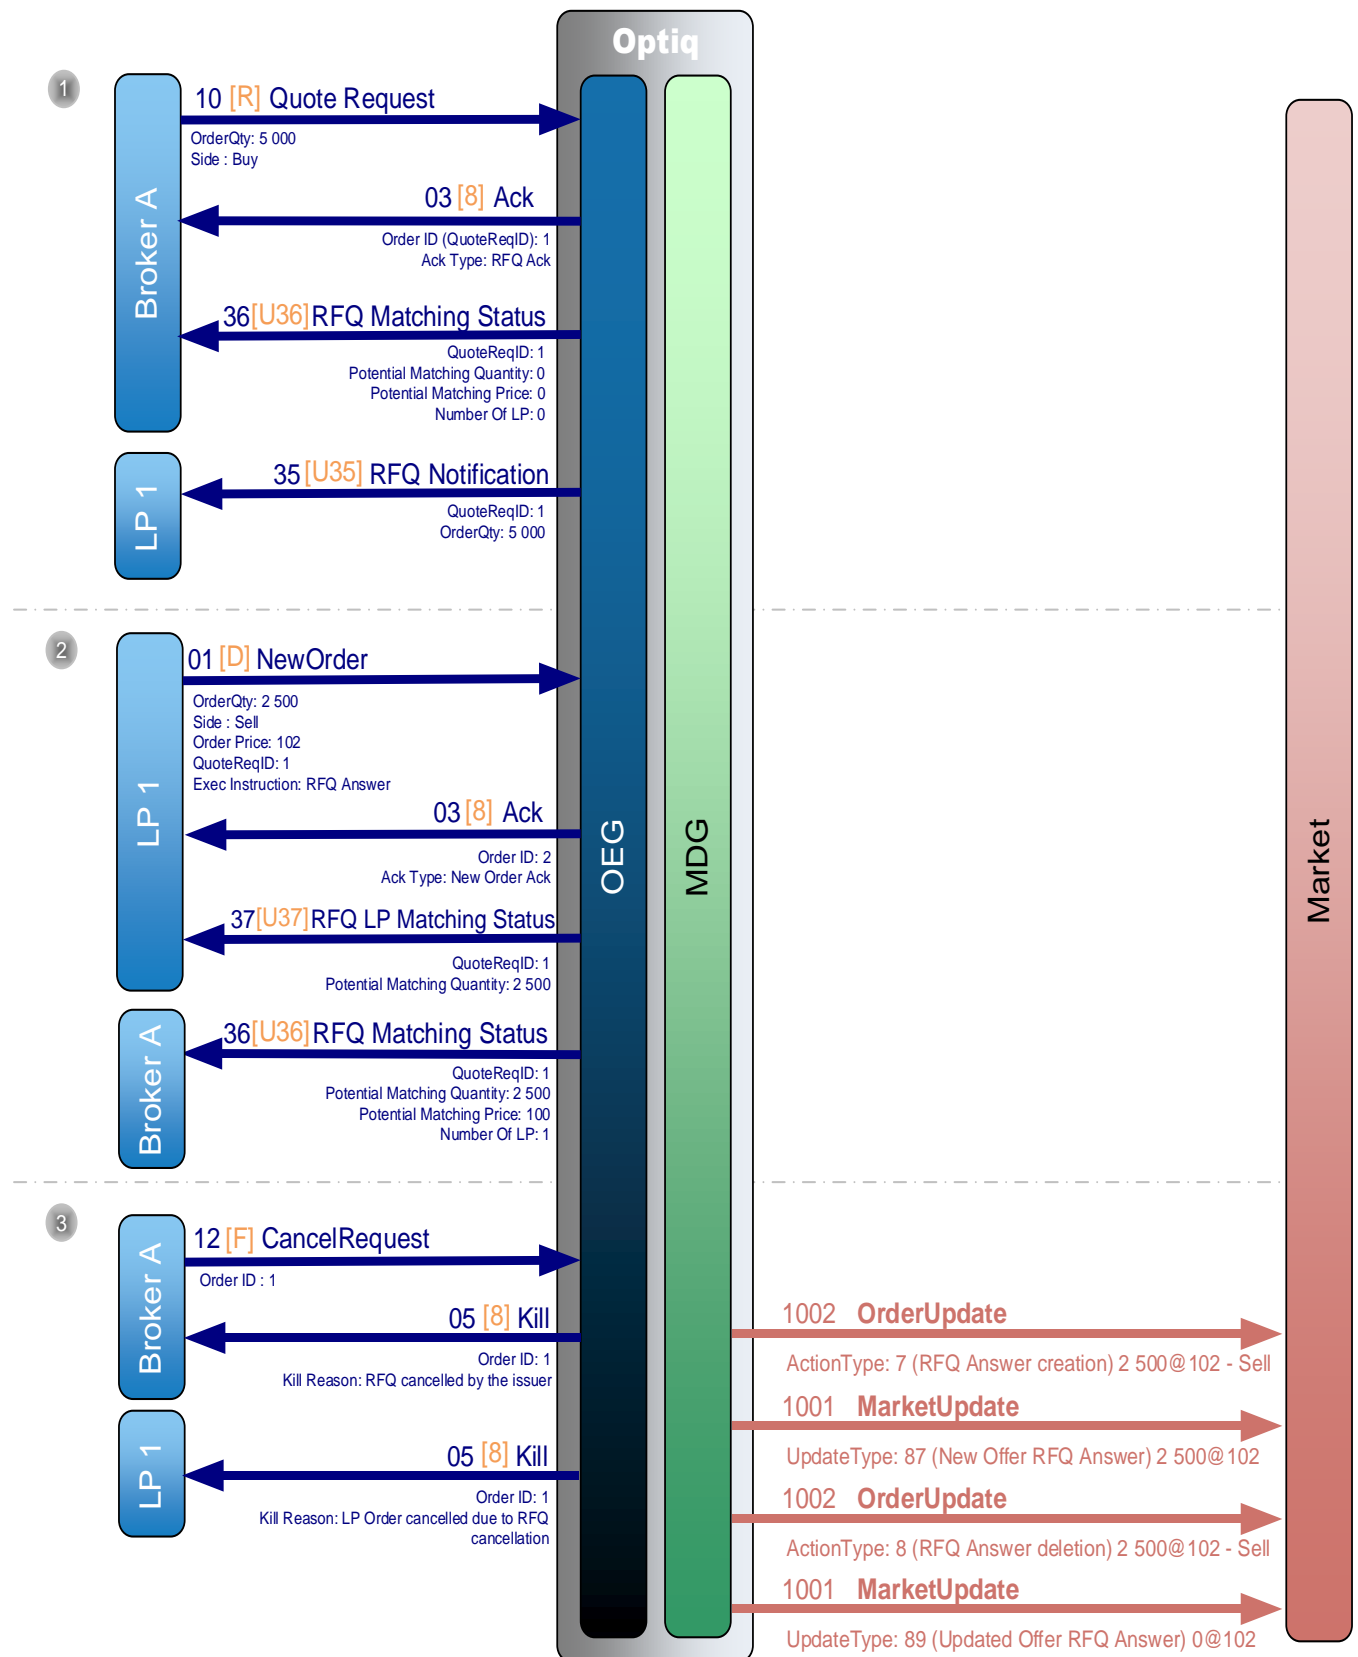 Optiq
1
Broker A
10 [R] Quote Request
OrderQty: 5 000
Side : Buy
03 [8] Ack
Order ID (QuoteReqID): 1
Ack Type: RFQ Ack
36[U36]RFQ Matching Status
QuoteReqID: 1
Potential Matching Quantity: 0
Potential Matching Price: 0
Number Of LP: 0
LP 1
35 [U35] RFQ Notification
QuoteReqID: 1
OrderQty: 5 000
2
LP 1
01 [D] NewOrder
OrderQty: 2 500
Side : Sell
Order Price: 102
QuoteReqID: 1
Exec Instruction: RFQ Answer
03 [8] Ack
Order ID: 2
Ack Type: New Order Ack
37[U37]RFQ LP Matching Status
QuoteReqID: 1
Potential Matching Quantity: 2 500
Broker A
36[U36]RFQ Matching Status
QuoteReqID: 1
Potential Matching Quantity: 2 500
Potential Matching Price: 100
Number Of LP: 1
OEG
MDG
Market
3
Broker A
12 [F] CancelRequest
Order ID : 1
05 [8] Kill
Order ID: 1
Kill Reason: RFQ cancelled by the issuer
LP 1
05 [8] Kill
Order ID: 1
Kill Reason: LP Order cancelled due to RFQ
cancellation
1002 OrderUpdate
ActionType: 7 (RFQ Answer creation) 2 500@102 - Sell
1001 MarketUpdate
UpdateType: 87 (New Offer RFQ Answer) 2 500@102
1002 OrderUpdate
ActionType: 8 (RFQ Answer deletion) 2 500@102 - Sell
1001 MarketUpdate
UpdateType: 89 (Updated Offer RFQ Answer) 0@102